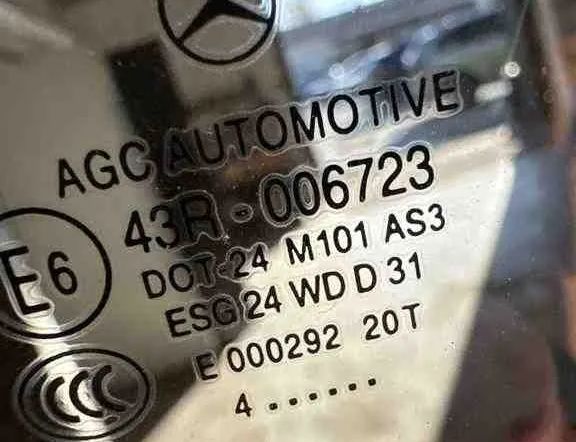 AGC AUTOMOTIVE
43R - 006723
E6
DOT-24 M101 AS3
ESG 24 WD D 31
E 000292 20T
CCC
4 · · · · · ·